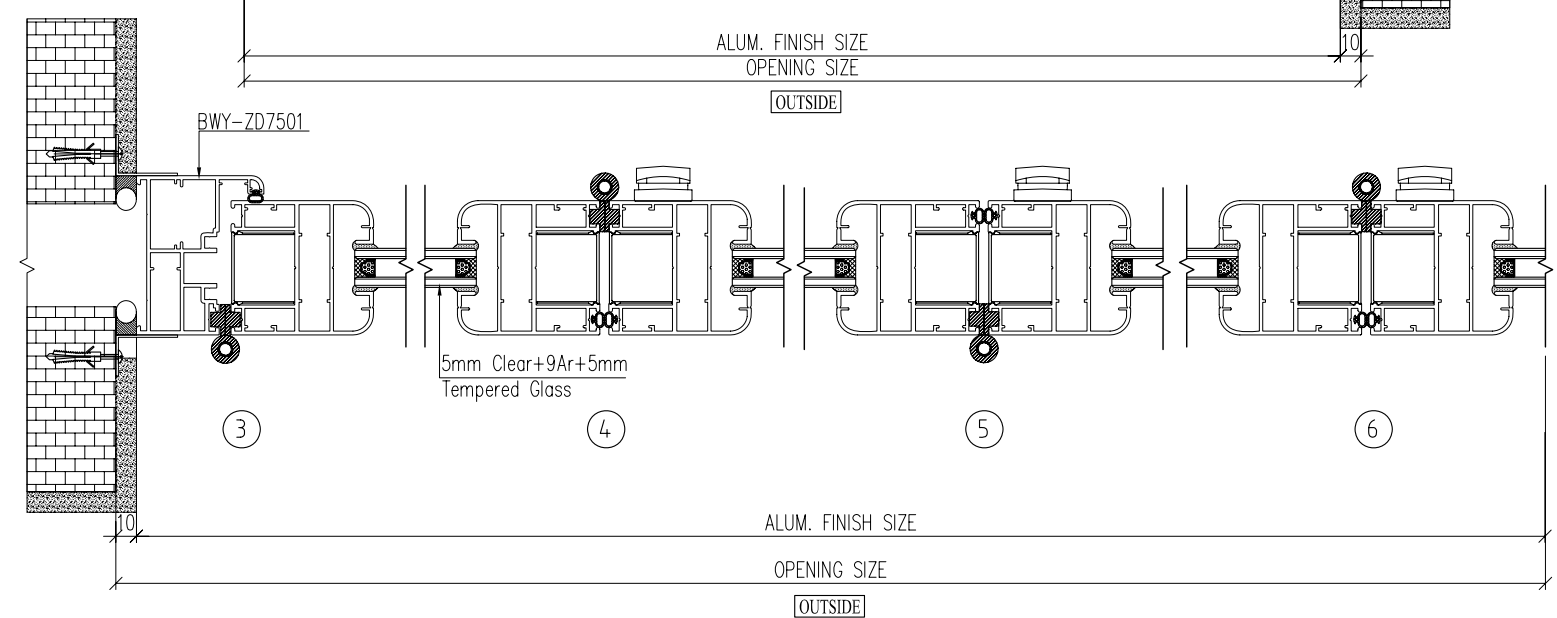 ALUM. FINISH SIZE
10
OPENING SIZE
OUTSIDE
BWY-ZD7501
5mm Clear+9Ar+5mm
Tempered Glass
3
4
5
6
10
ALUM. FINISH SIZE
OPENING SIZE
OUTSIDE